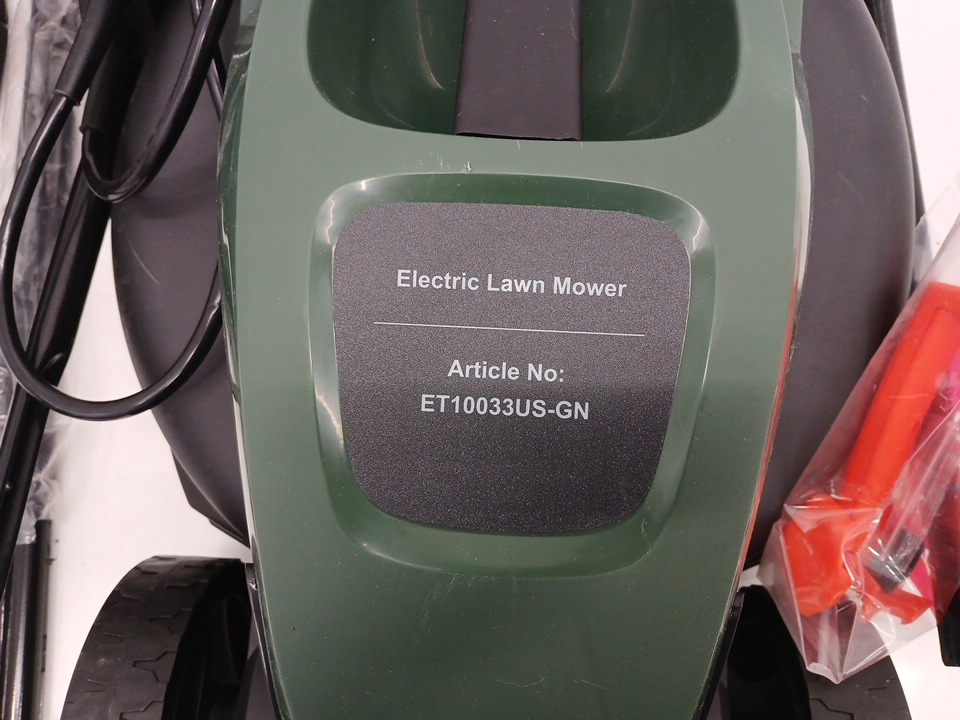 Electric Lawn Mower
Article No:
ET10033US-GN